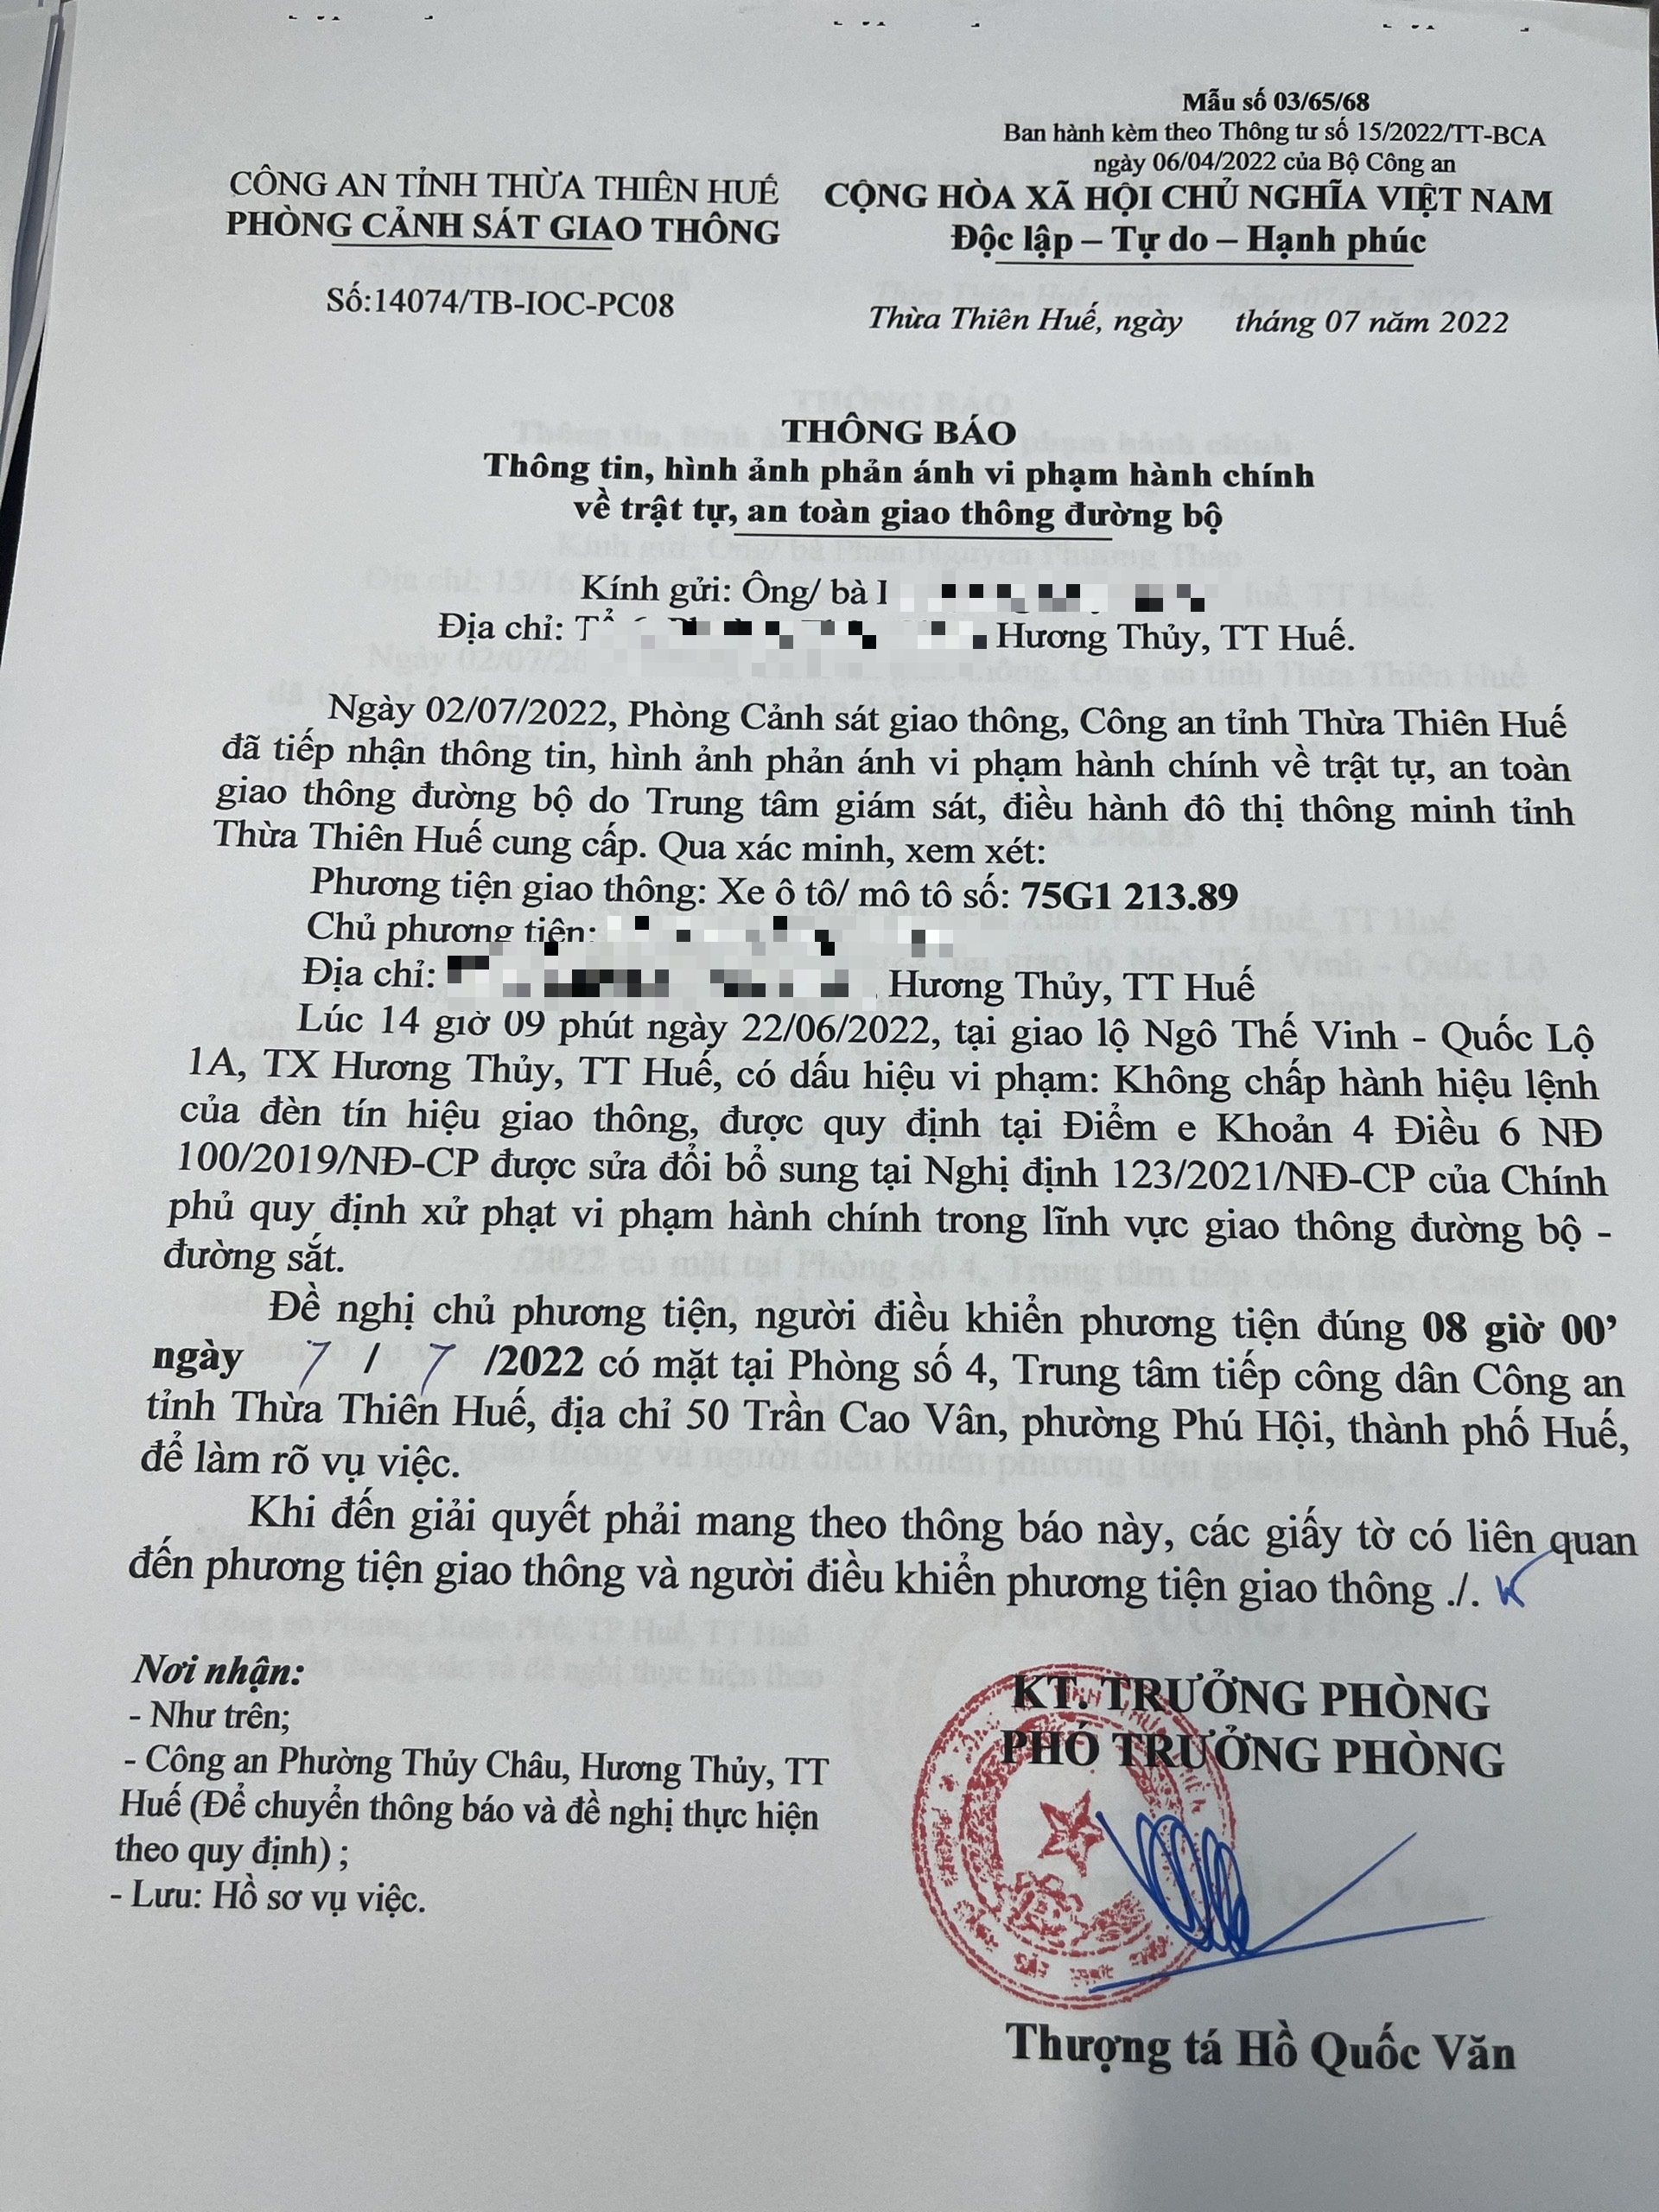 Mẫu số 03/65/68
Ban hành kèm theo Thông tư số 15/2022/TT-BCA
ngày 06/04/2022 của Bộ Công an
CÔNG AN TỈNH THỪA THIÊN HUẾ
PHÒNG CẢNH SÁT GIAO THÔNG
CỘNG HÒA XÃ HỘI CHỦ NGHĨA VIỆT NAM
Độc lập – Tự do – Hạnh phúc
Số:14074/TB-IOC-PC08
Thừa Thiên Huế, ngày tháng 07 năm 2022
THÔNG BÁO
Thông tin, hình ảnh phản ánh vi phạm hành chính
về trật tự, an toàn giao thông đường bộ
Kính gửi: Ông/ bà
Địa chỉ: Hương Thủy, TT Huế.
Ngày 02/07/2022, Phòng Cảnh sát giao thông, Công an tỉnh Thừa Thiên Huế
đã tiếp nhận thông tin, hình ảnh phản ánh vi phạm hành chính về trật tự, an toàn
giao thông đường bộ do Trung tâm giám sát, điều hành đô thị thông minh tỉnh
Thừa Thiên Huế cung cấp. Qua xác minh, xem xét:
Phương tiện giao thông: Xe ô tô/ mô tô số: 75G1 213.89
Chủ phương tiện:
Địa chỉ: , Hương Thủy, TT Huế
Lúc 14 giờ 09 phút ngày 22/06/2022, tại giao lộ Ngô Thế Vinh - Quốc Lộ
1A, TX Hương Thủy, TT Huế, có dấu hiệu vi phạm: Không chấp hành hiệu lệnh
của đèn tín hiệu giao thông, được quy định tại Điểm e Khoản 4 Điều 6 NĐ
100/2019/NĐ-CP được sửa đổi bổ sung tại Nghị định 123/2021/NĐ-CP của Chính
phủ quy định xử phạt vi phạm hành chính trong lĩnh vực giao thông đường bộ -
đường sắt.
Đề nghị chủ phương tiện, người điều khiển phương tiện đúng 08 giờ 00’
ngày 7 / 7 /2022 có mặt tại Phòng số 4, Trung tâm tiếp công dân Công an
tỉnh Thừa Thiên Huế, địa chỉ 50 Trần Cao Vân, phường Phú Hội, thành phố Huế,
để làm rõ vụ việc.
Khi đến giải quyết phải mang theo thông báo này, các giấy tờ có liên quan
đến phương tiện giao thông và người điều khiển phương tiện giao thông ./.
Nơi nhận:
- Như trên;
- Công an Phường Thủy Châu, Hương Thủy, TT
Huế (Để chuyển thông báo và đề nghị thực hiện
theo quy định) ;
- Lưu: Hồ sơ vụ việc.
KT. TRƯỞNG PHÒNG
PHÓ TRƯỞNG PHÒNG
Thượng tá Hồ Quốc Văn